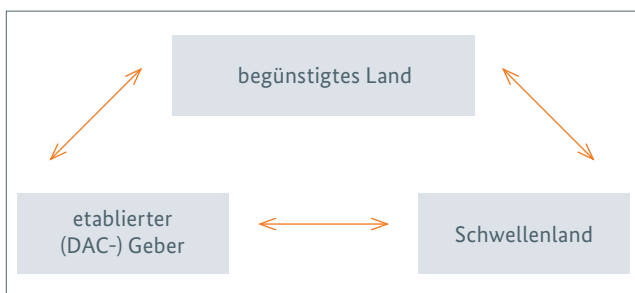 begünstigtes Land
etablierter
(DAC-) Geber
Schwellenland